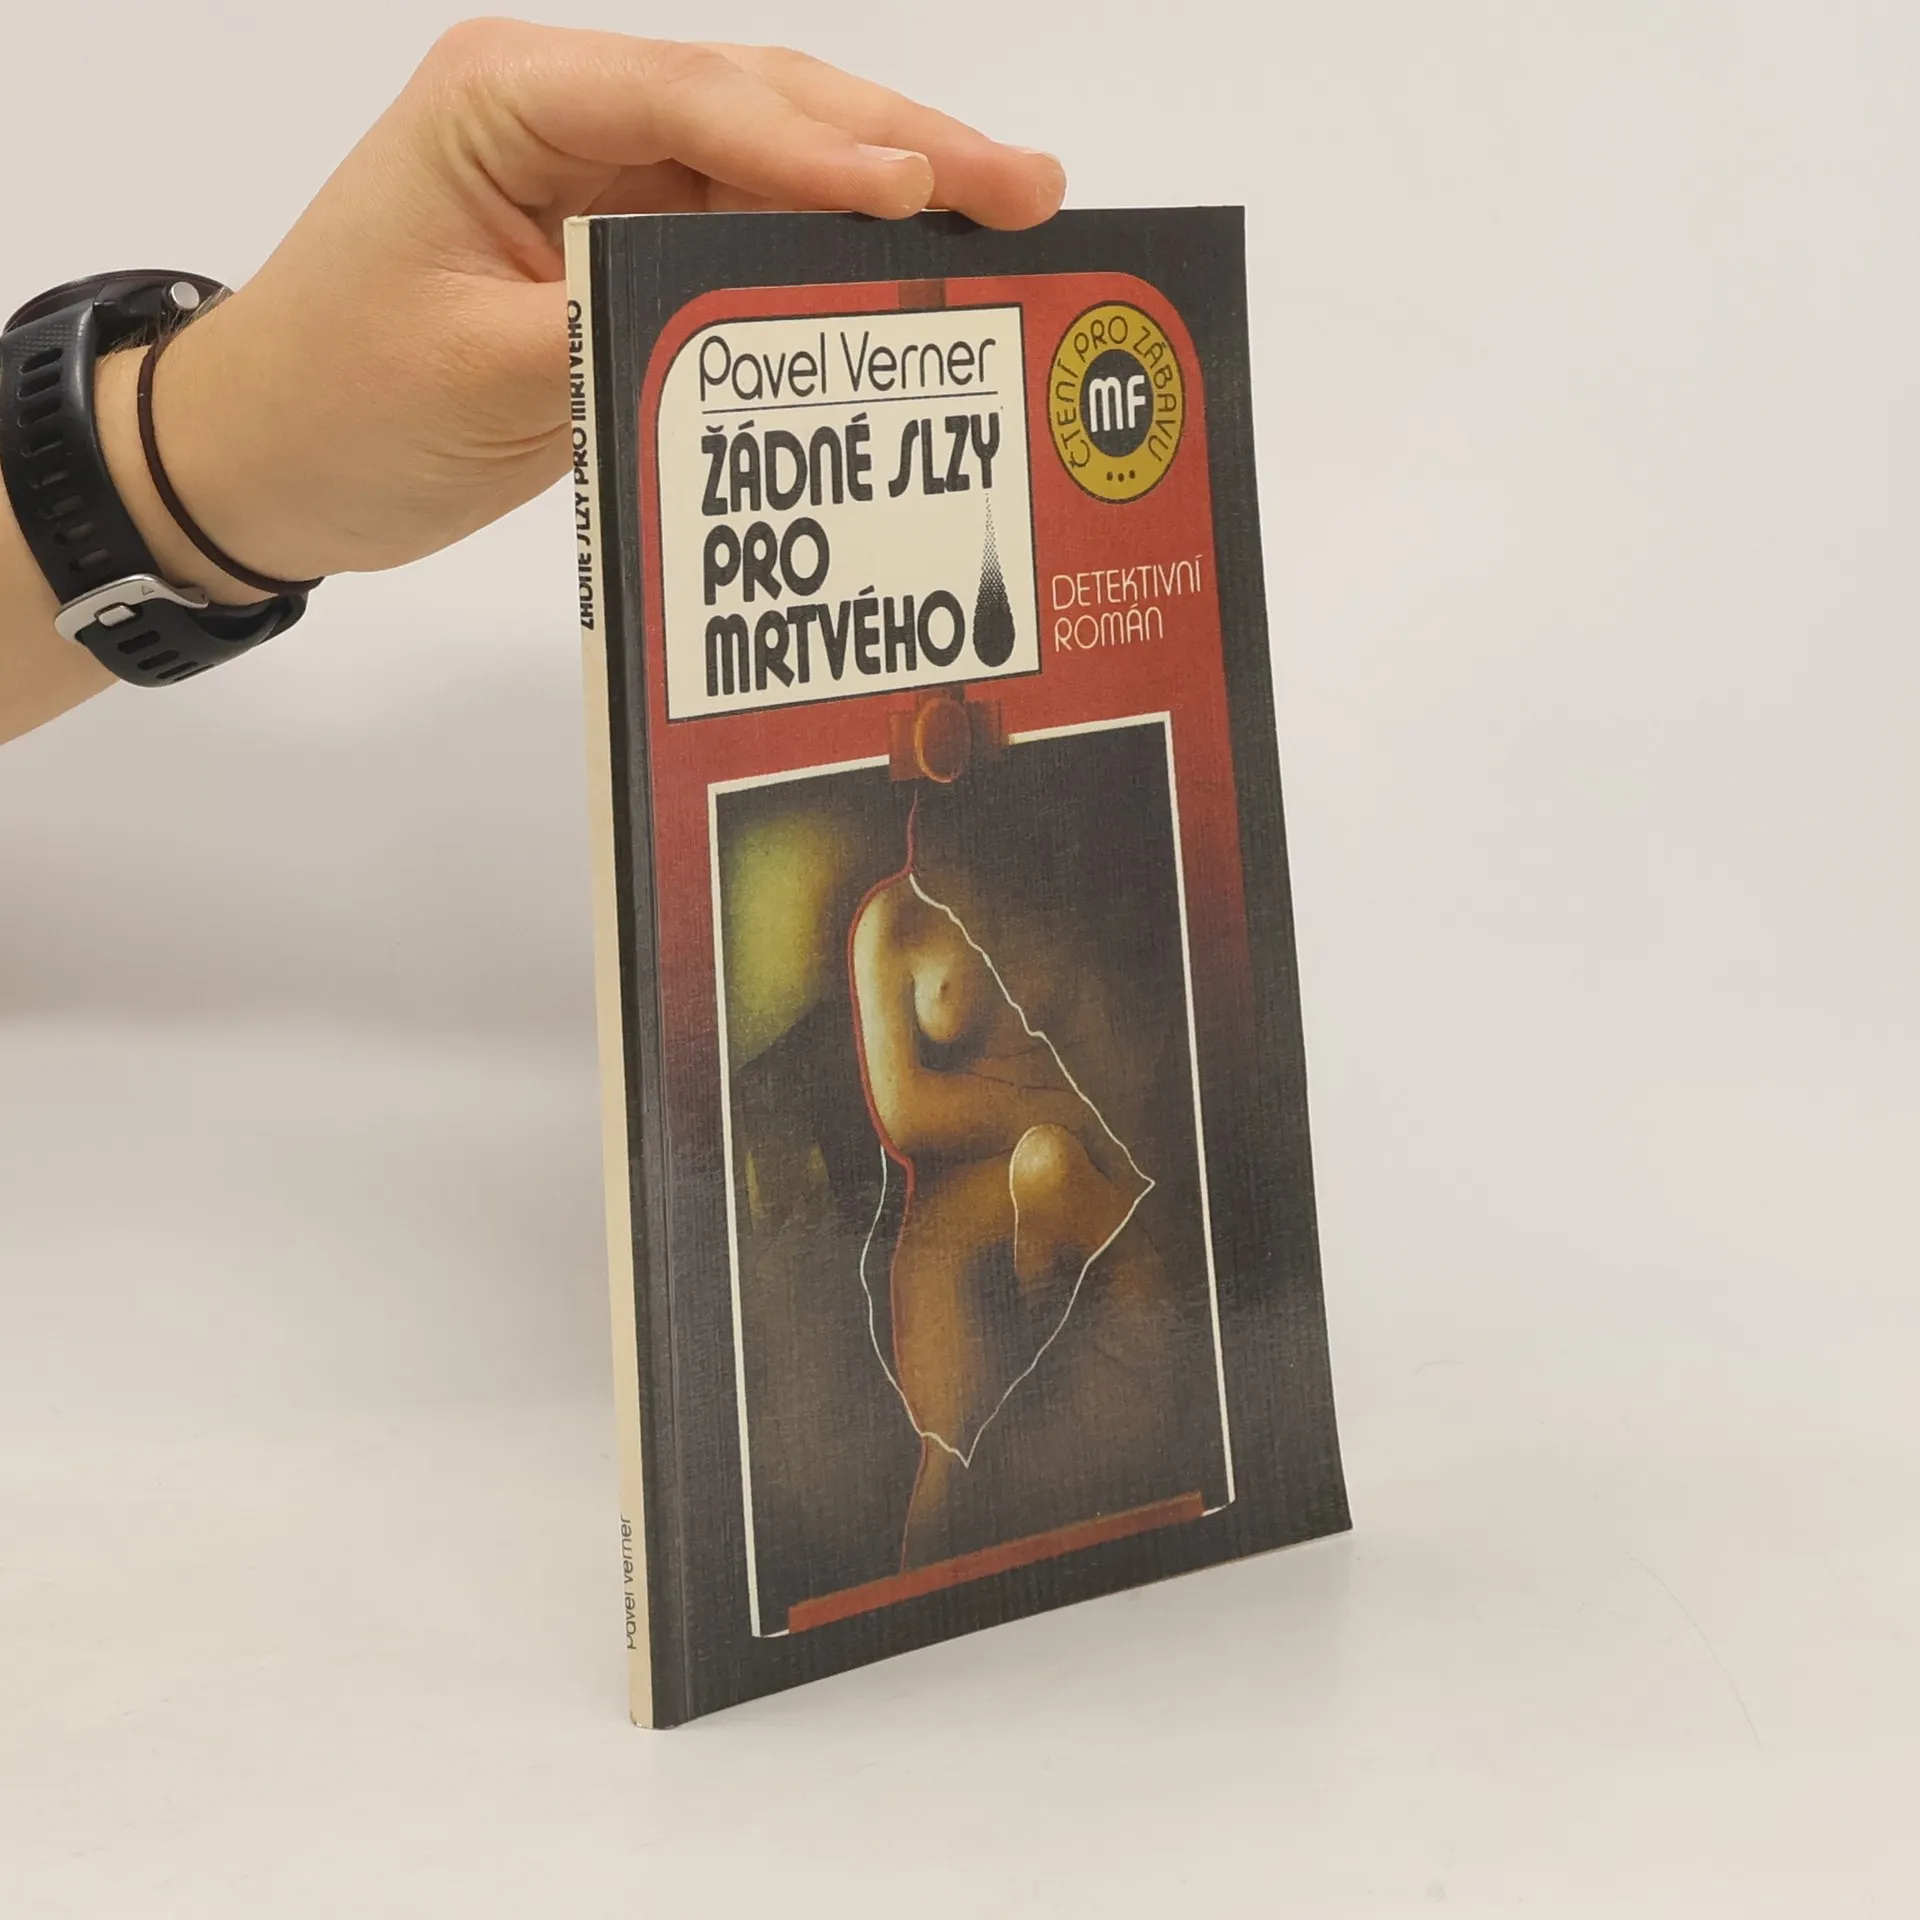 Pavel Verner
ŽÁDNÉ SLZY
PRO
MRTVÉHO
ČTENÍ PRO ZÁBAVU
MF
DETEKTIVNÍ
ROMÁN
ŽÁDNÉ SLZY PRO MRTVÉHO
Pavel Verner